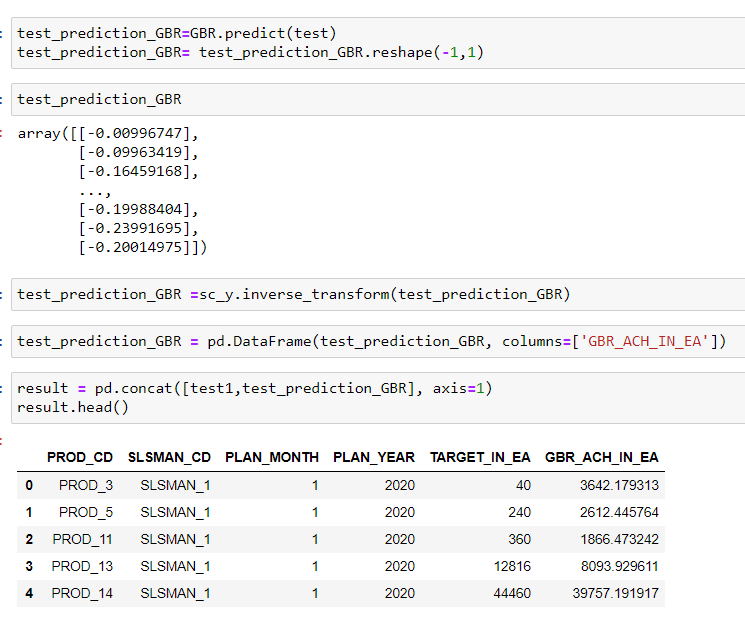 test_prediction_GBR=GBR.predict(test)
test_prediction_GBR= test_prediction_GBR.reshape(-1,1)
test_prediction_GBR
array([[-0.00996747],
[-0.09963419],
[-0.16459168],
...,
[-0.19988404],
[-0.23991695],
[-0.20014975]])
test_prediction_GBR =sc_y.inverse_transform(test_prediction_GBR)
test_prediction_GBR = pd.DataFrame(test_prediction_GBR, columns=['GBR_ACH_IN_EA'])
result = pd.concat([test1,test_prediction_GBR], axis=1)
result.head()
PROD_CD SLSMAN_CD PLAN_MONTH PLAN_YEAR TARGET_IN_EA GBR_ACH_IN_EA
0 PROD_3 SLSMAN_1 1 2020 40 3642.179313
1 PROD_5 SLSMAN_1 1 2020 240 2612.445764
2 PROD_11 SLSMAN_1 1 2020 360 1866.473242
3 PROD_13 SLSMAN_1 1 2020 12816 8093.929611
4 PROD_14 SLSMAN_1 1 2020 44460 39757.191917